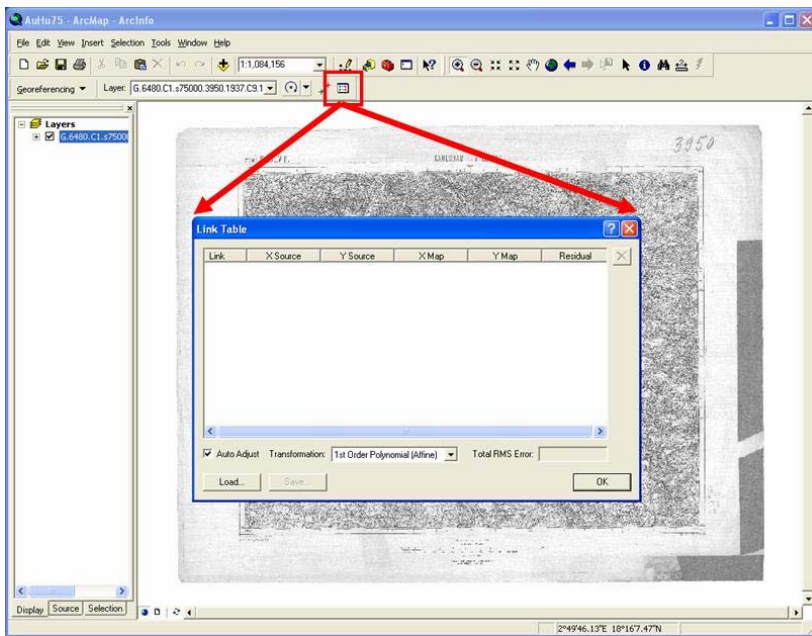 AuHu75 - ArcMap - ArcInfo
File Edit View Insert Selection Tools Window Help
1:1,084,156
Georeferencing Layer: G.6480.C1.s75000.3950.1937.C9.1
Layers
G.6480.C1.s7500
3950
Link Table
Link X Source Y Source X Map Y Map Residual
Auto Adjust Transformation: 1st Order Polynomial (Affine) Total RMS Error:
Load... Save... OK
Display Source Selection
2°49'46.13"E 18°16'7.47"N